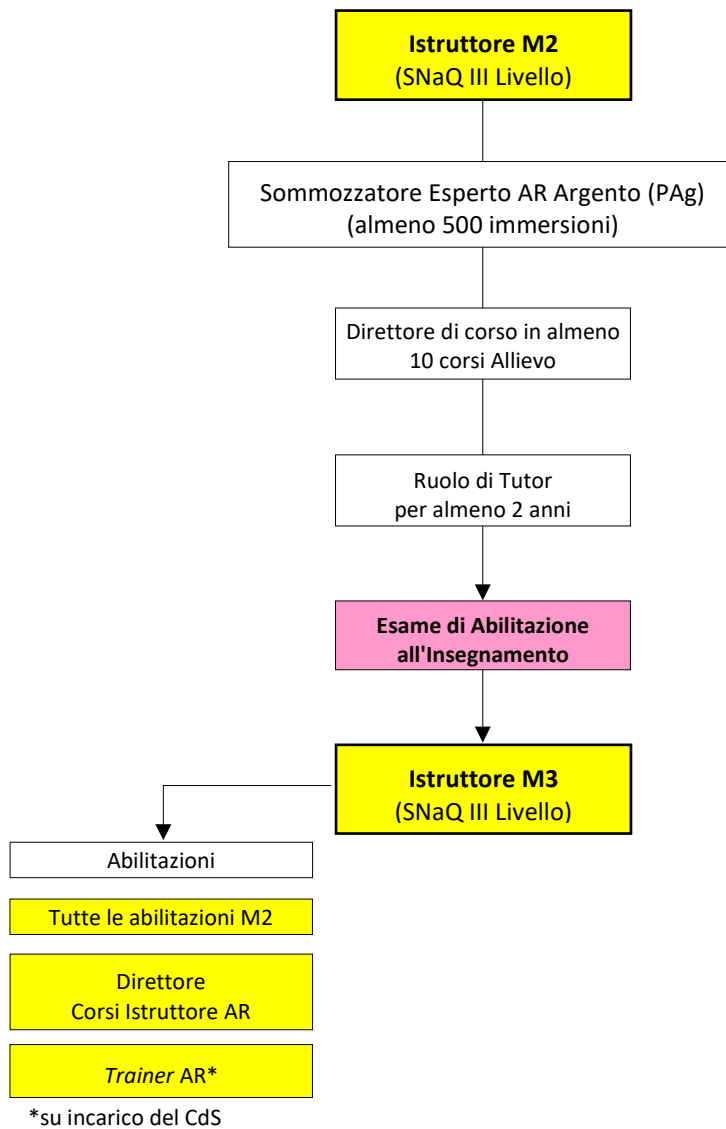 Istruttore M2
(SNaQ III Livello)
Sommozzatore Esperto AR Argento (PAg)
(almeno 500 immersioni)
Direttore di corso in almeno
10 corsi Allievo
Ruolo di Tutor
per almeno 2 anni
Esame di Abilitazione
all'Insegnamento
Istruttore M3
(SNaQ III Livello)
Abilitazioni
Tutte le abilitazioni M2
Direttore
Corsi Istruttore AR
Trainer AR*
*su incarico del CdS